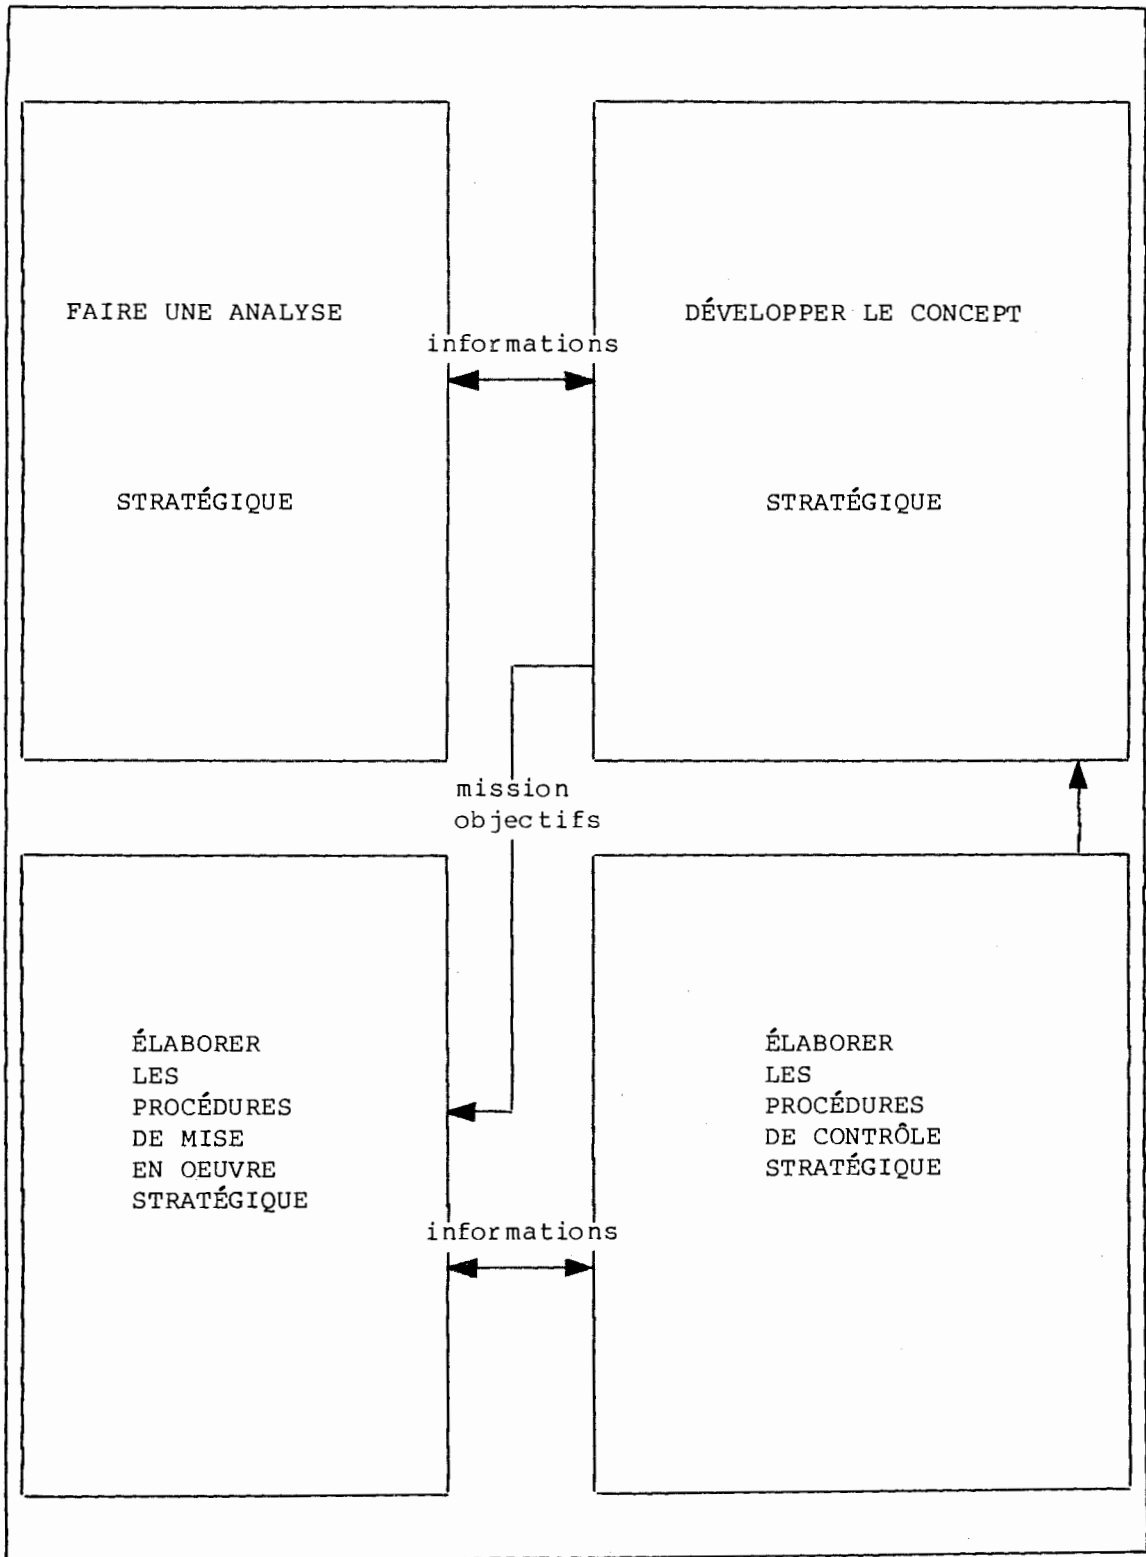 FAIRE UNE ANALYSE
STRATÉGIQUE
informations
DÉVELOPPER LE CONCEPT
STRATÉGIQUE
mission
objectifs
ÉLABORER
LES
PROCÉDURES
DE MISE
EN OEUVRE
STRATÉGIQUE
informations
ÉLABORER
LES
PROCÉDURES
DE CONTRÔLE
STRATÉGIQUE